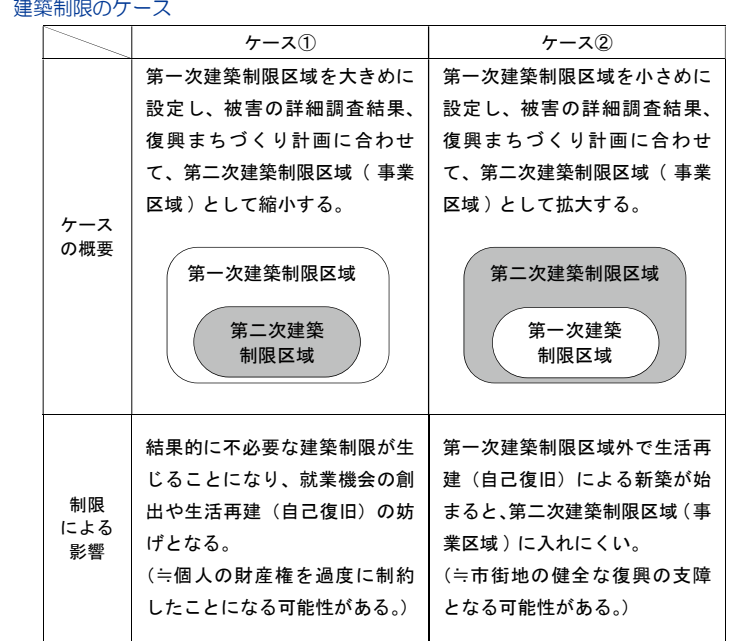 建築制限のケース
ケース①
ケース②
ケース
の概要
第一次建築制限区域を大きめに
設定し、被害の詳細調査結果、
復興まちづくり計画に合わせ
て、第二次建築制限区域（事業
区域）として縮小する。
第一次建築制限区域
第二次建築
制限区域
第一次建築制限区域を小さめに
設定し、被害の詳細調査結果、
復興まちづくり計画に合わせ
て、第二次建築制限区域（事業
区域）として拡大する。
第二次建築制限区域
第一次建築
制限区域
制限
による
影響
結果的に不必要な建築制限が生
じることになり、就業機会の創
出や生活再建（自己復旧）の妨
げとなる。
(≒個人の財産権を過度に制約
したことになる可能性がある。)
第一次建築制限区域外で生活再
建（自己復旧）による新築が始
まると、第二次建築制限区域（事
業区域）に入れにくい。
(≒市街地の健全な復興の支障
となる可能性がある。)